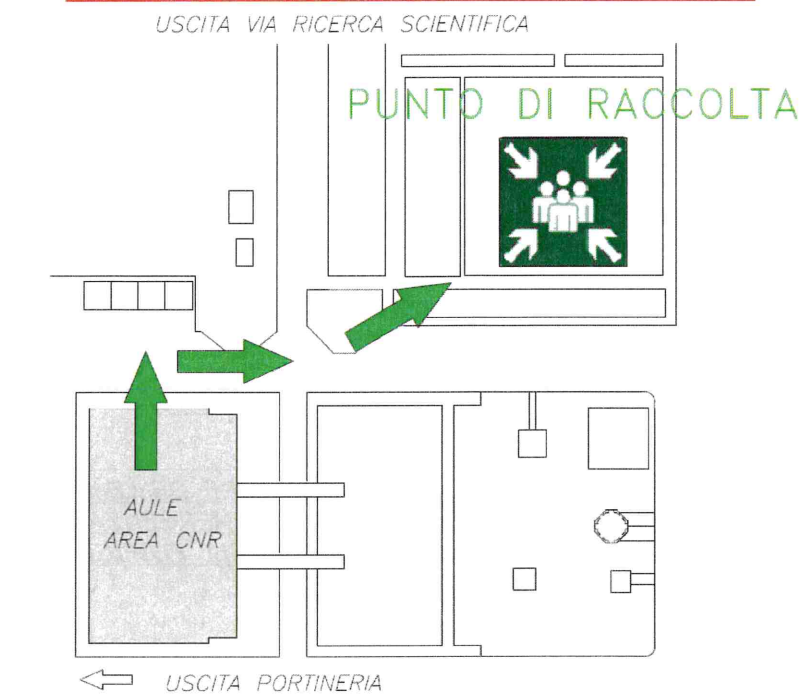 USCITA VIA RICERCA SCIENTIFICA
PUNTO DI RACCOLTA
AULE
AREA CNR
USCITA PORTINERIA